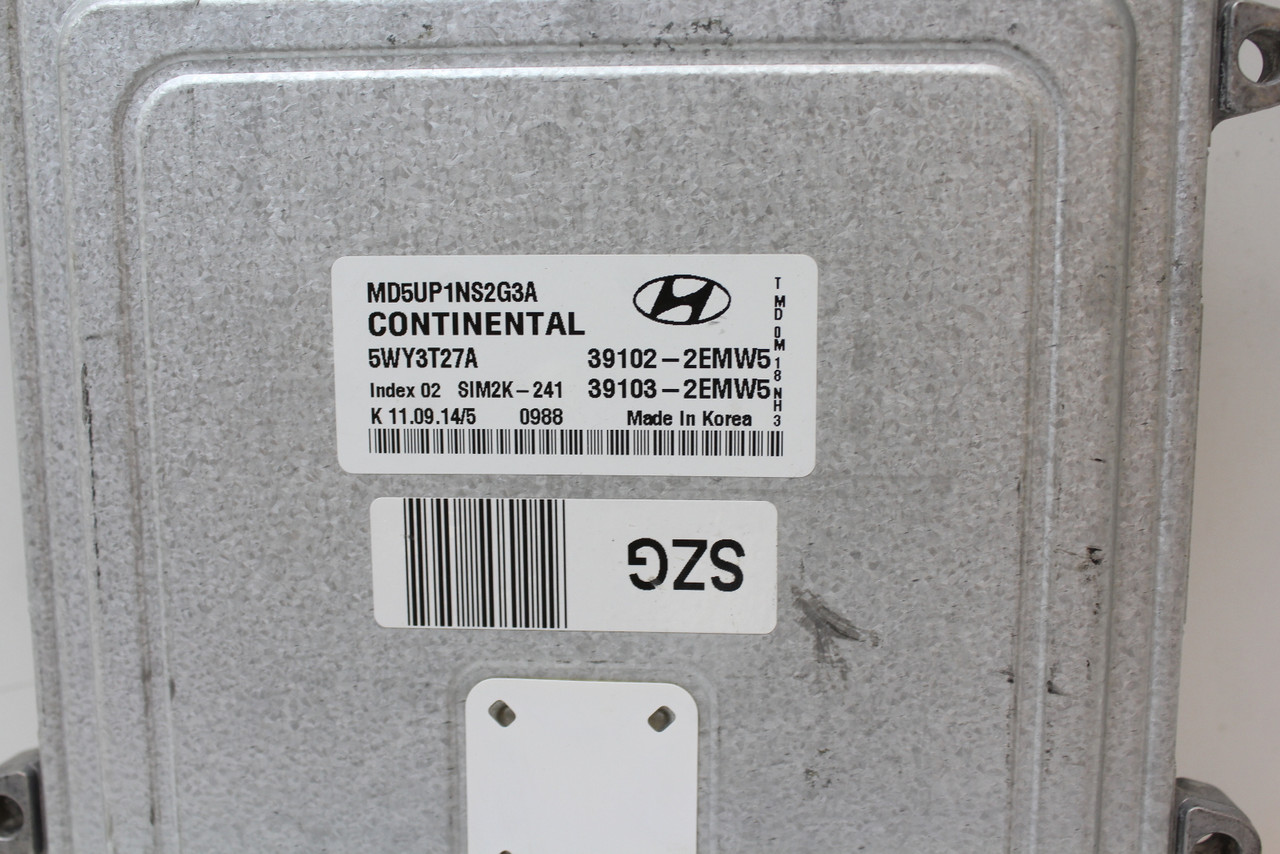 MD5UP1NS2G3A
CONTINENTAL
5WY3T27A 39102-2EMW5
Index 02 SIM2K-241 39103-2EMW5
K 11.09.14/5 0988 Made In Korea
TMD0M18NH3
SZG